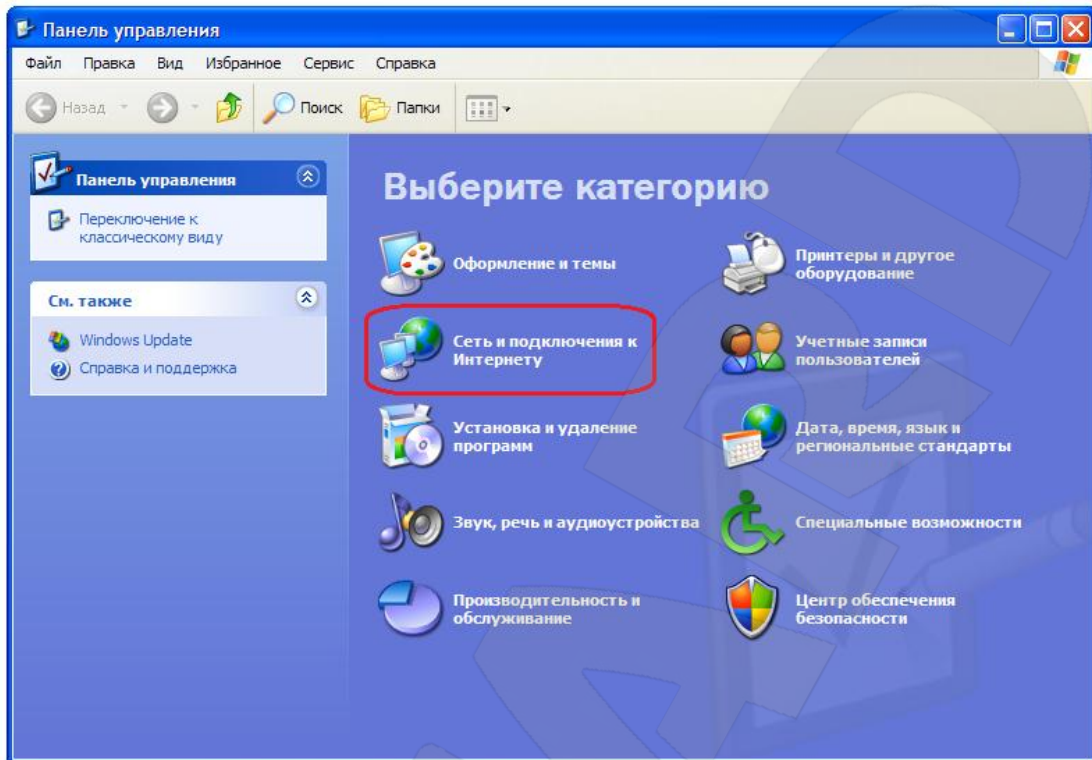 Панель управления
Файл Правка Вид Избранное Сервис Справка
Назад Поиск Папки
Панель управления
Переключение к
классическому виду
См. также
Windows Update
Справка и поддержка
Выберите категорию
Оформление и темы
Принтеры и другое
оборудование
Сеть и подключения к
Интернету
Учетные записи
пользователей
Установка и удаление
программ
Дата, время, язык и
региональные стандарты
Звук, речь и аудиоустройства
Специальные возможности
Производительность и
обслуживание
Центр обеспечения
безопасности